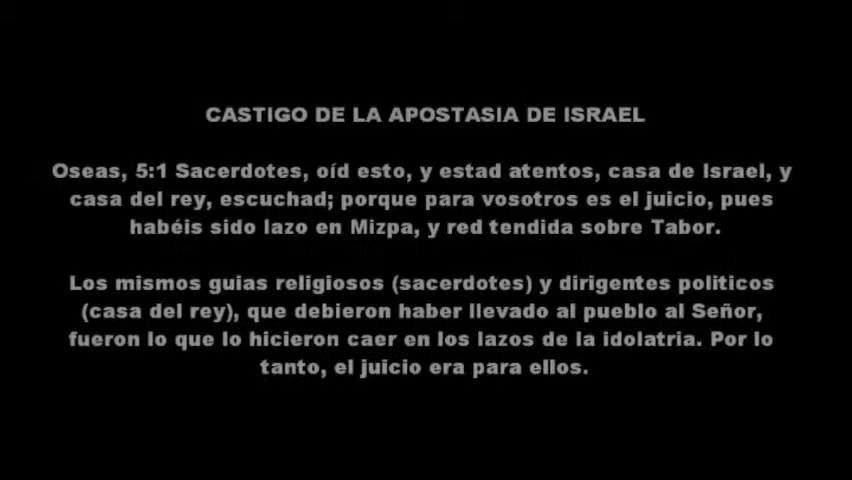 CASTIGO DE LA APOSTASIA DE ISRAEL
Oseas, 5:1 Sacerdotes, oíd esto, y estad atentos, casa de Israel, y
casa del rey, escuchad; porque para vosotros es el juicio, pues
habéis sido lazo en Mizpa, y red tendida sobre Tabor.
Los mismos guias religiosos (sacerdotes) y dirigentes politicos
(casa del rey), que debieron haber llevado al pueblo al Señor,
fueron lo que lo hicieron caer en los lazos de la idolatria. Por lo
tanto, el juicio era para ellos.